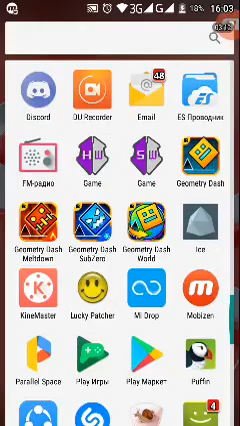 3G G 18% 16:03
Discord
DU Recorder
Email
48
ES Проводник
FM-радио
HW
Game
SW
Game
Geometry Dash
Geometry Dash Meltdown
Geometry Dash SubZero
Geometry Dash World
Ice
KineMaster
Lucky Patcher
Mi Drop
Mobizen
Parallel Space
Play Игры
Play Маркет
Puffin
4